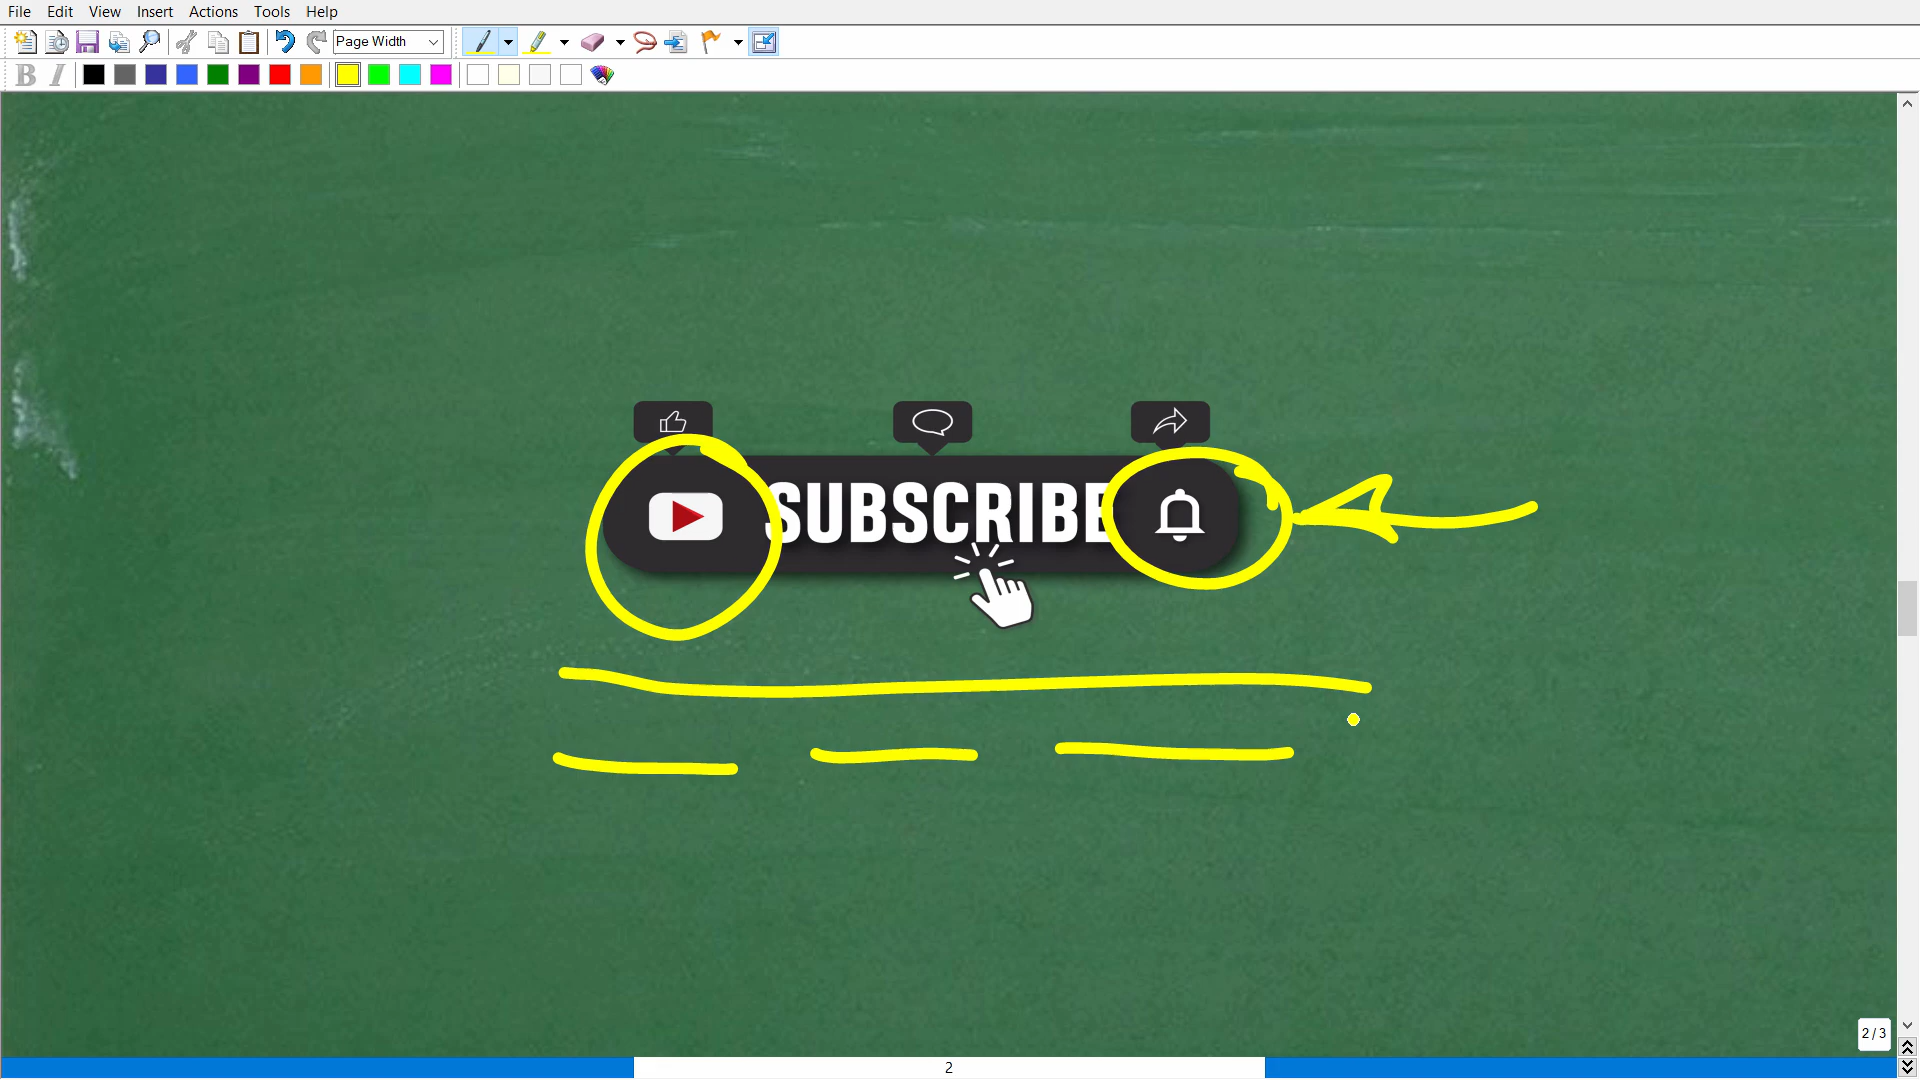 File Edit View Insert Actions Tools Help
Page Width
B I
SUBSCRIBE
2 / 3
2